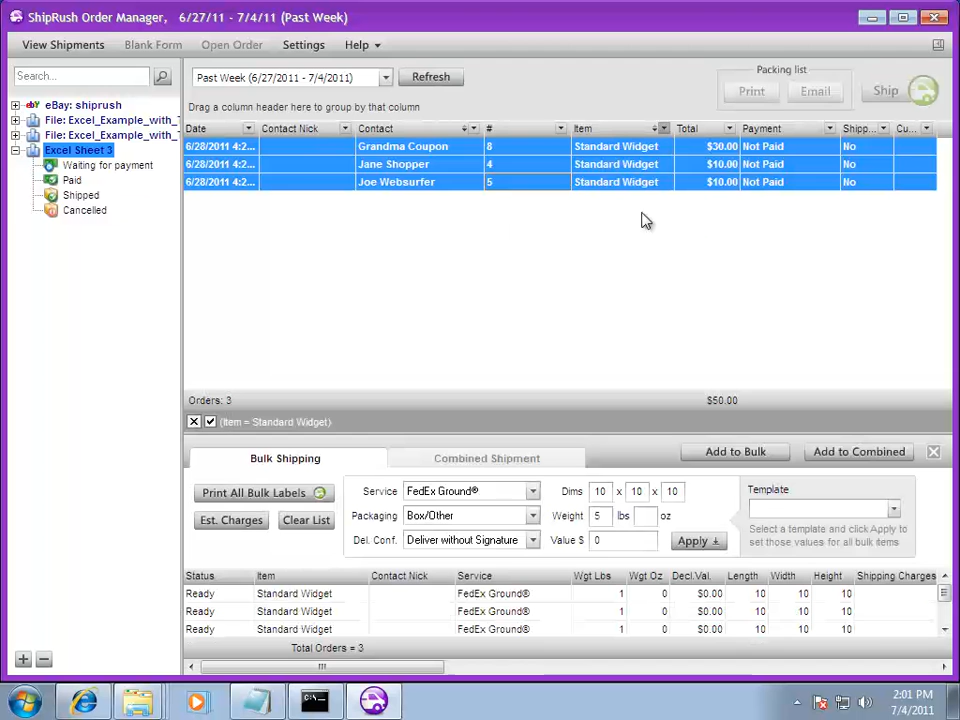 ShipRush Order Manager, 6/27/11 - 7/4/11 (Past Week)
View Shipments Blank Form Open Order Settings Help
Search...
Past Week (6/27/2011 - 7/4/2011) Refresh
Packing list
Print Email Ship
Drag a column header here to group by that column
eBay: shiprush
File: Excel_Example_with_
File: Excel_Example_with_
Excel Sheet 3
Waiting for payment
Paid
Shipped
Cancelled
Date Contact Nick Contact # Item Total Payment Shipp... Cu...
6/28/2011 4:2... Grandma Coupon 8 Standard Widget $30.00 Not Paid No
6/28/2011 4:2... Jane Shopper 4 Standard Widget $10.00 Not Paid No
6/28/2011 4:2... Joe Websurfer 5 Standard Widget $10.00 Not Paid No
Orders: 3 $50.00
(Item = Standard Widget)
Bulk Shipping Combined Shipment Add to Bulk Add to Combined
Print All Bulk Labels
Est. Charges Clear List
Service FedEx Ground® Dims 10 x 10 x 10
Packaging Box/Other Weight 5 lbs oz
Del. Conf. Deliver without Signature Value $ 0 Apply
Template
Select a template and click Apply to
set those values for all bulk items
Status Item Contact Nick Service Wgt Lbs Wgt Oz Decl.Val. Length Width Height Shipping Charges
Ready Standard Widget FedEx Ground® 1 0 $0.00 10 10 10
Ready Standard Widget FedEx Ground® 1 0 $0.00 10 10 10
Ready Standard Widget FedEx Ground® 1 0 $0.00 10 10 10
Total Orders = 3
2:01 PM
7/4/2011